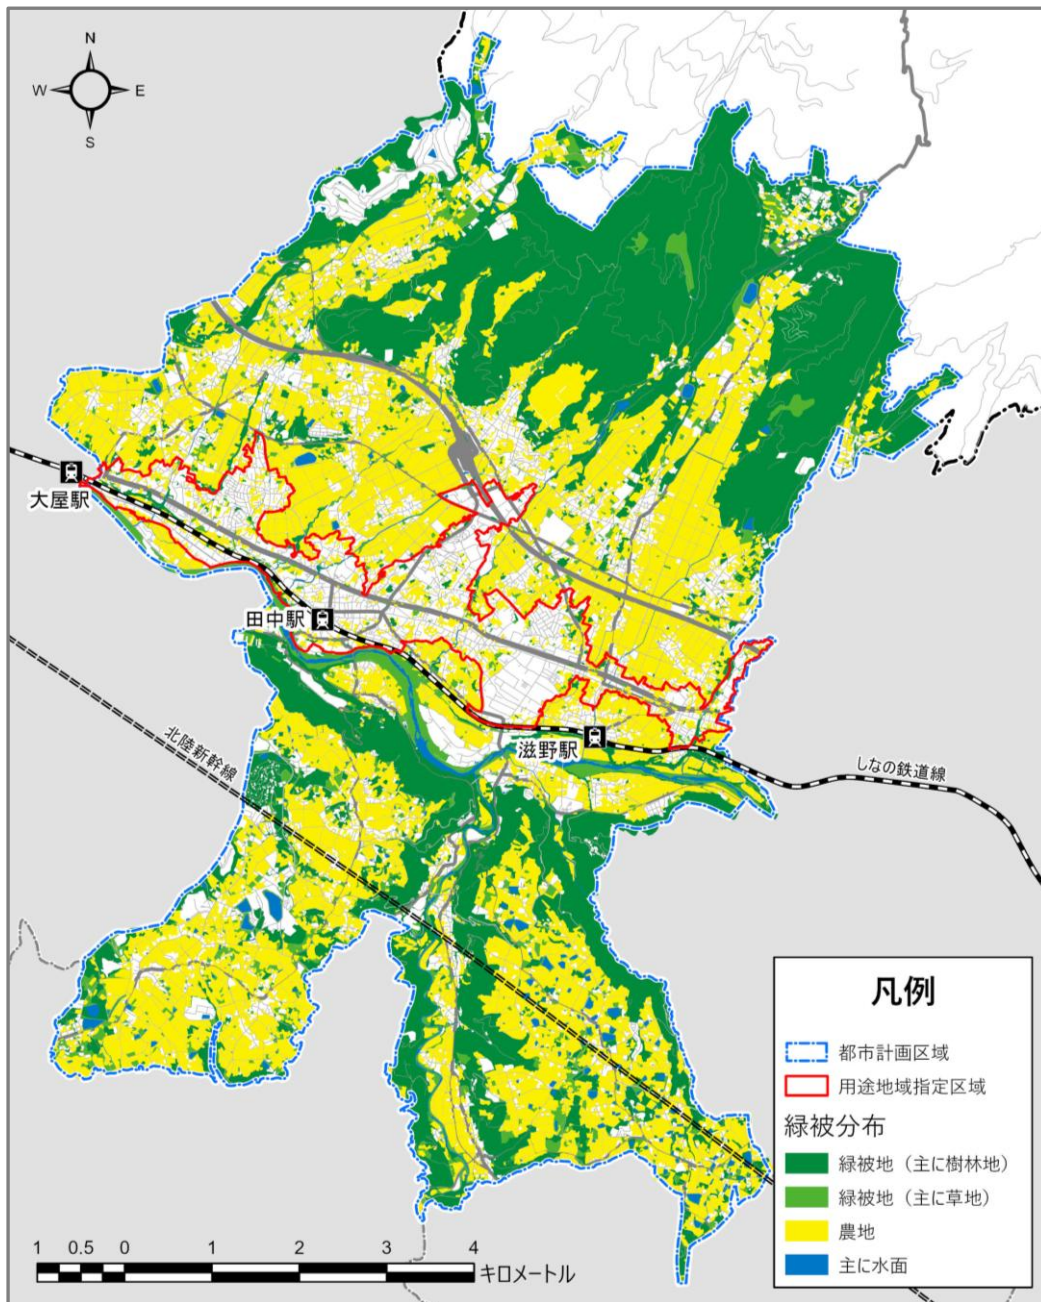 N
W E
S
大屋駅
田中駅
滋野駅
北陸新幹線
しなの鉄道線
凡例
都市計画区域
用途地域指定区域
緑被分布
緑被地（主に樹林地）
緑被地（主に草地）
農地
主に水面
1 0.5 0 1 2 3 4
キロメートル